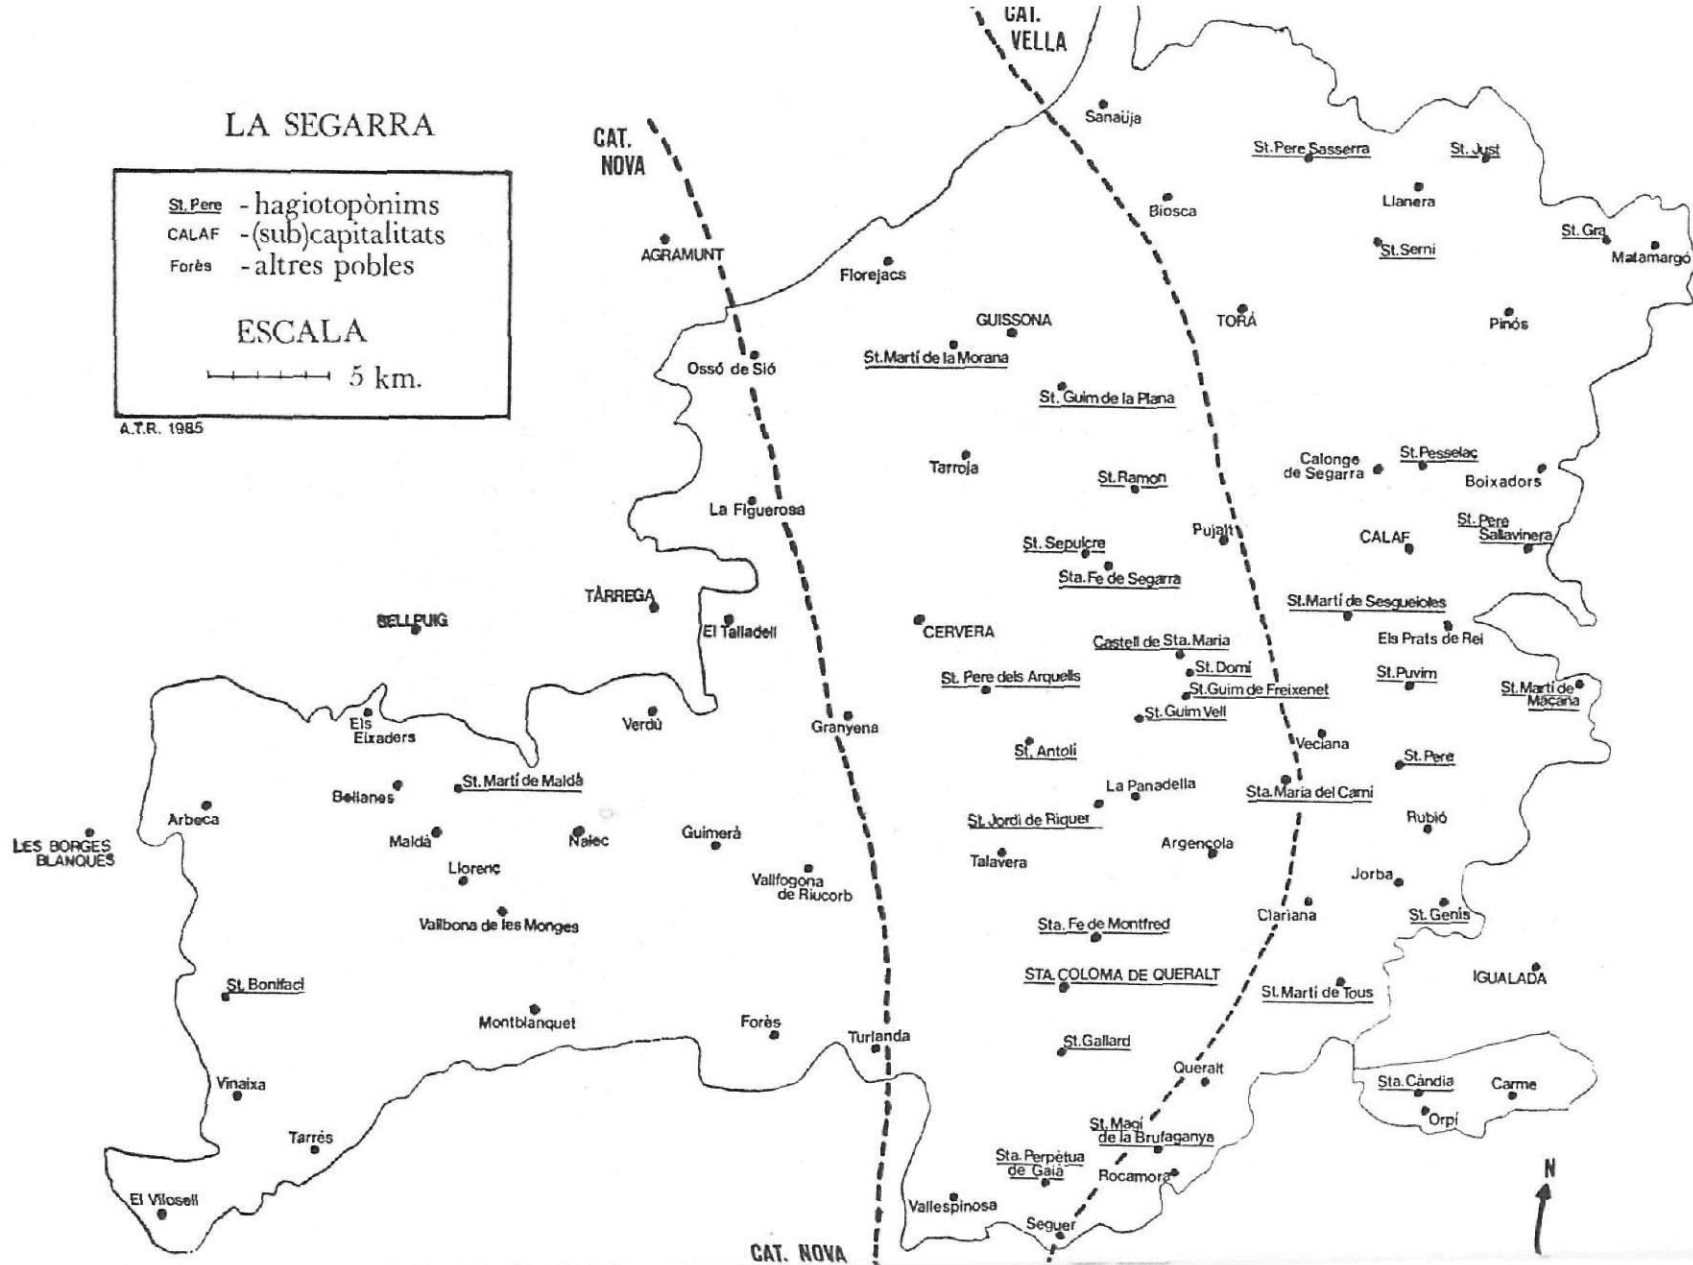 CAT.
VELLA
LA SEGARRA
CAT.
NOVA
St. Pere - hagiotopònims
CALAF - (sub)capitalitats
Forès - altres pobles
ESCALA
5 km.
A.T.R. 1985
Sanaüja
St. Pere Sasserra
St. Just
Llanera
Biosca
St. Serni
St. Gra
Matamargó
AGRAMUNT
Florejacs
GUISSONA
TORÁ
Pinós
St. Martí de la Morana
Ossó de Sió
St. Guim de la Plana
Tarroja
St. Ramon
Calonge
de Segarra
St. Pesselaç
Boixadors
La Figuerosa
Pujalt
St. Pere
Sallavinera
CALAF
St. Sepulcre
Sta. Fe de Segarra
TÀRREGA
BELLPUIG
El Talladell
CERVERA
St. Martí de Sesgueioles
Els Prats de Rei
Castell de Sta. Maria
St. Domí
St. Pere dels Arquells
St. Guim de Freixenet
St. Puvim
St. Martí de
Maçana
St. Guim Vell
Els
Eixaders
Verdú
Granyena
St. Antolí
Veciana
St. Pere
St. Martí de Maldà
Bellanes
La Panadella
Sta. Maria del Camí
Arbeca
St. Jordi de Riquer
Rubió
LES BORGES
BLANQUES
Maldà
Nalec
Guimerà
Talavera
Argençola
Llorenç
Vallfogona
de Riucorb
Jorba
Vallbona de les Monges
Clariana
St. Genís
Sta. Fe de Montfred
STA. COLOMA DE QUERALT
St. Martí de Tous
IGUALADA
St. Bonifaci
Montblanquet
Forès
Turlanda
St. Gallard
Queralt
Vinaixa
Sta. Càndia
Carme
Orpí
St. Magí
de la Brufaganya
Tarrés
Sta. Perpètua
de Gaià
Rocamora
N
El Vilosell
Vallespinosa
Seguer
CAT. NOVA